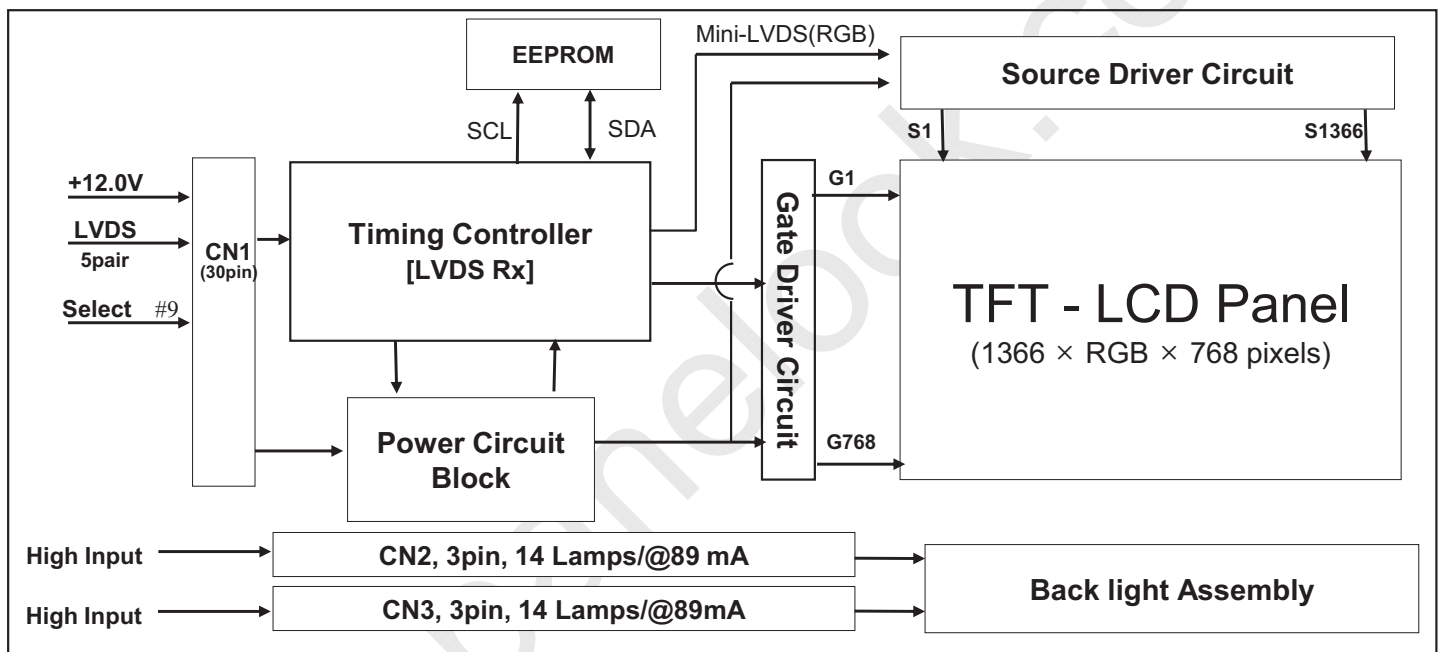 Mini-LVDS(RGB)
EEPROM
Source Driver Circuit
SCL
SDA
S1
S1366
+12.0V
LVDS
5pair
Select #9
CN1
(30pin)
Timing Controller
[LVDS Rx]
Gate Driver Circuit
G1
G768
TFT - LCD Panel
(1366 × RGB × 768 pixels)
Power Circuit
Block
High Input
CN2, 3pin, 14 Lamps/@89 mA
High Input
CN3, 3pin, 14 Lamps/@89mA
Back light Assembly
panelook.co